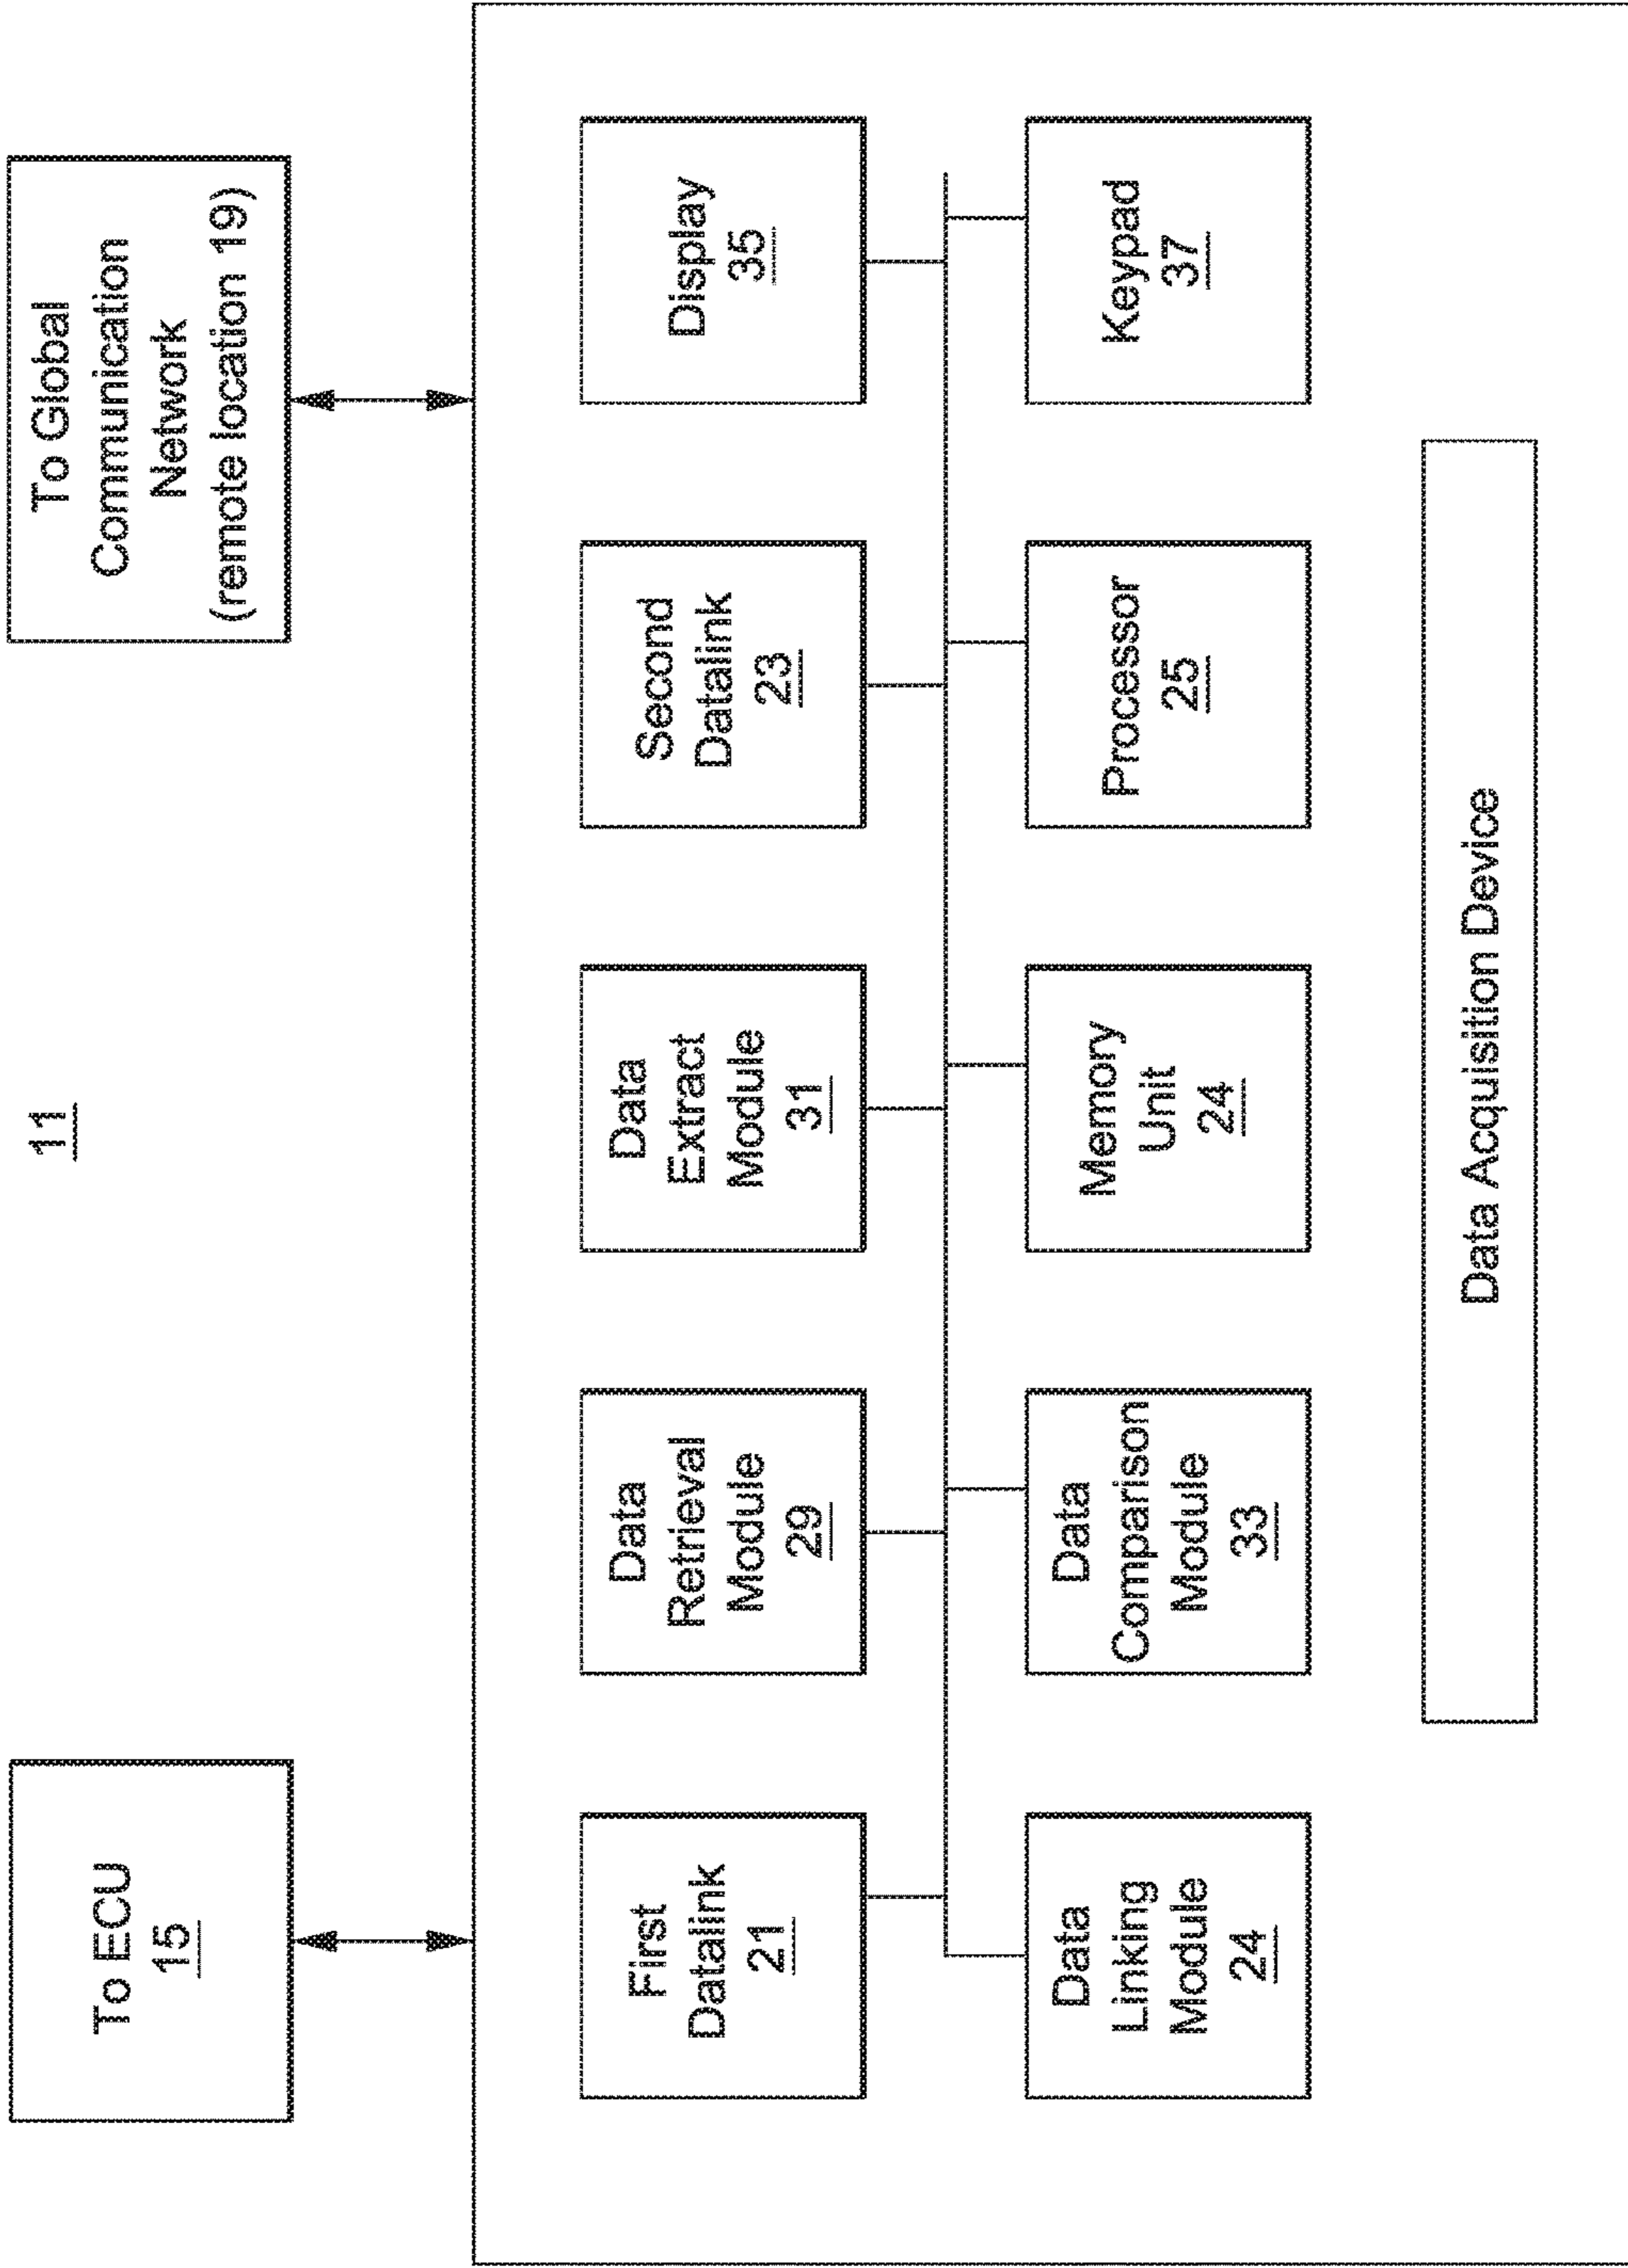 11
To ECU
15
To Global
Communication
Network
(remote location 19)
First
Datalink
21
Data
Retrieval
Module
29
Data
Extract
Module
31
Second
Datalink
23
Display
35
Data
Linking
Module
24
Data
Comparison
Module
33
Memory
Unit
24
Processor
25
Keypad
37
Data Acquisition Device